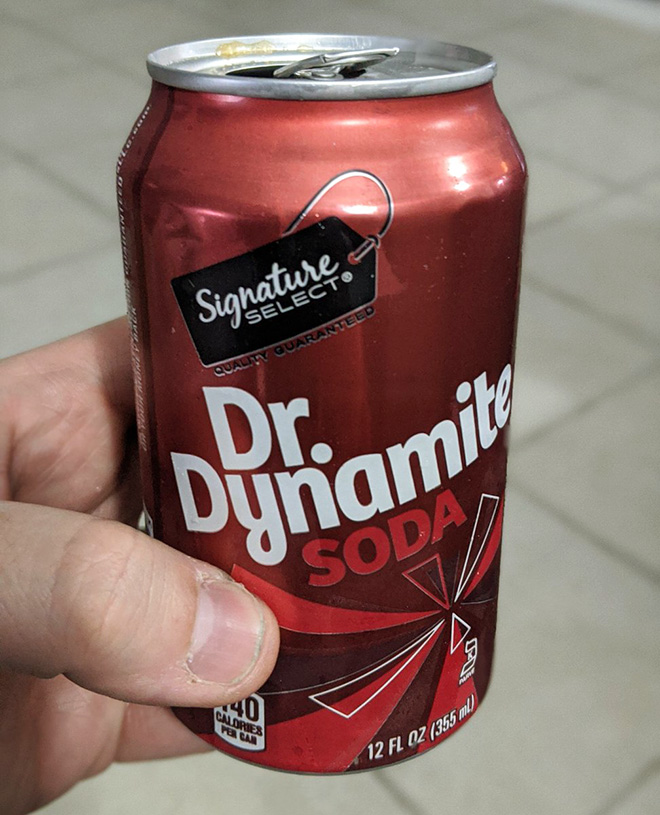 Signature
SELECT®
QUALITY GUARANTEED
Dr.
Dynamite
SODA
140
CALORIES
PER CAN
12 FL OZ (355 mL)